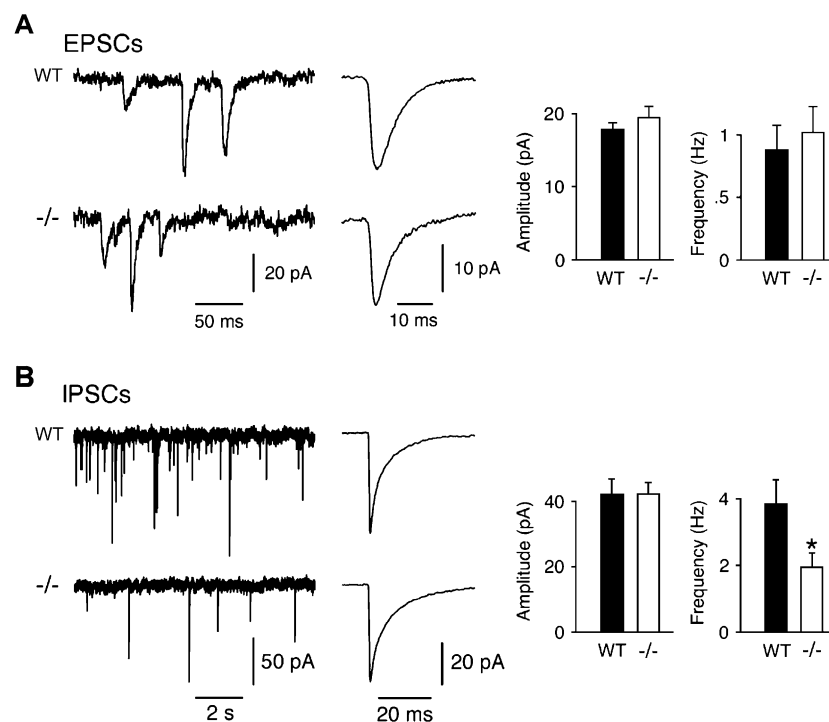 A
EPSCs
WT
-/-
20 pA
50 ms
10 pA
10 ms
Amplitude (pA)
20
10
0
WT -/-
Frequency (Hz)
1
.5
0
WT -/-
B
IPSCs
WT
-/-
50 pA
2 s
20 pA
20 ms
Amplitude (pA)
40
20
0
WT -/-
Frequency (Hz)
4
2
0
*
WT -/-